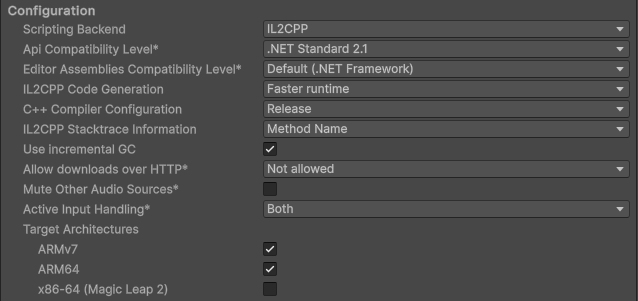 Configuration
Scripting Backend IL2CPP
Api Compatibility Level* .NET Standard 2.1
Editor Assemblies Compatibility Level* Default (.NET Framework)
IL2CPP Code Generation Faster runtime
C++ Compiler Configuration Release
IL2CPP Stacktrace Information Method Name
Use incremental GC
Allow downloads over HTTP* Not allowed
Mute Other Audio Sources*
Active Input Handling* Both
Target Architectures
ARMv7
ARM64
x86-64 (Magic Leap 2)